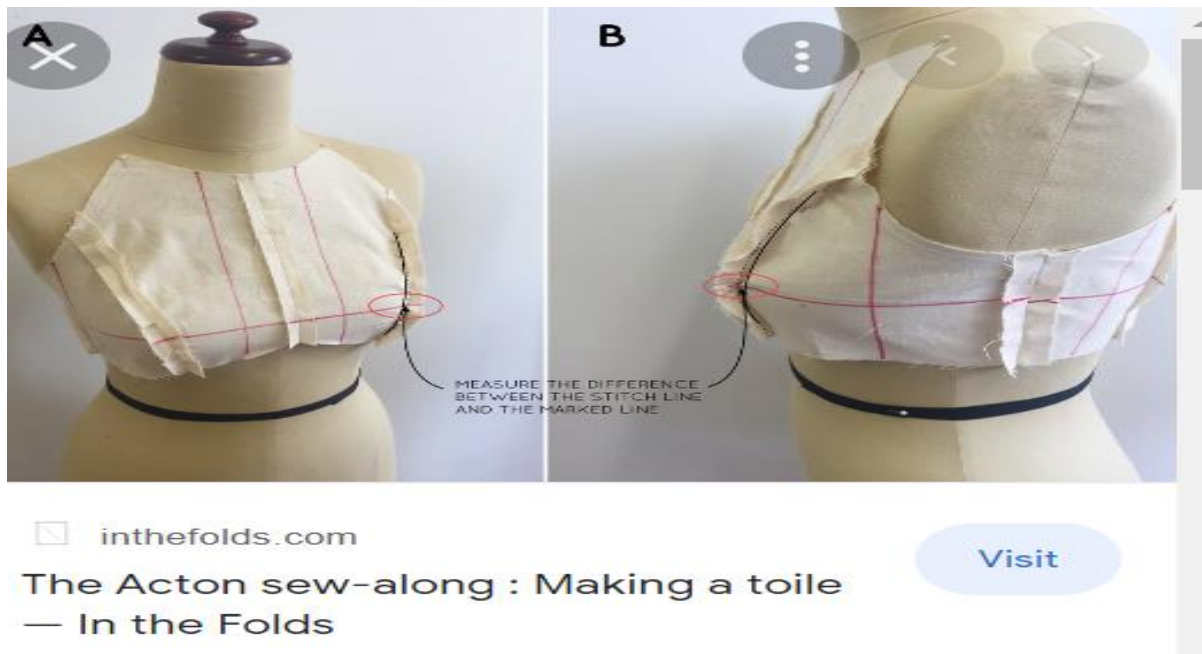 A
B
MEASURE THE DIFFERENCE
BETWEEN THE STITCH LINE
AND THE MARKED LINE
inthefolds.com
Visit
The Acton sew-along : Making a toile
— In the Folds